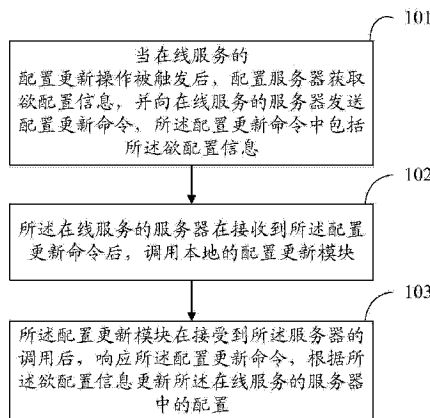 101
当在线服务的
配置更新操作被触发后，配置服务器获取
欲配置信息，并向在线服务的服务器发送
配置更新命令，所述配置更新命令中包括
所述欲配置信息
102
所述在线服务的服务器在接收到所述配置
更新命令后，调用本地的配置更新模块
103
所述配置更新模块在接受到所述服务器的
调用后，响应所述配置更新命令，根据所
述欲配置信息更新所述在线服务的服务器
中的配置